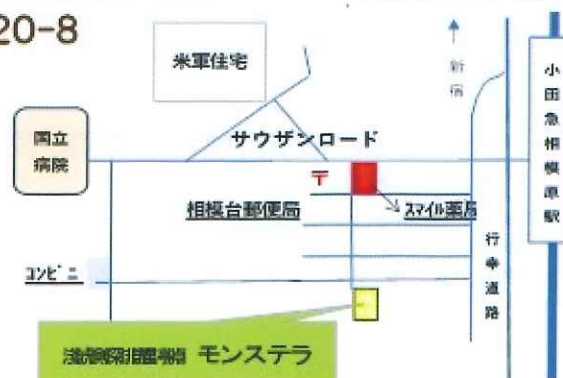 20-8
米軍住宅
↑
新宿
小田急相模原駅
国立
病院
サウザンロード
〒
相模台郵便局
スマイル薬局
行幸道路
コンビニ
モンステラ